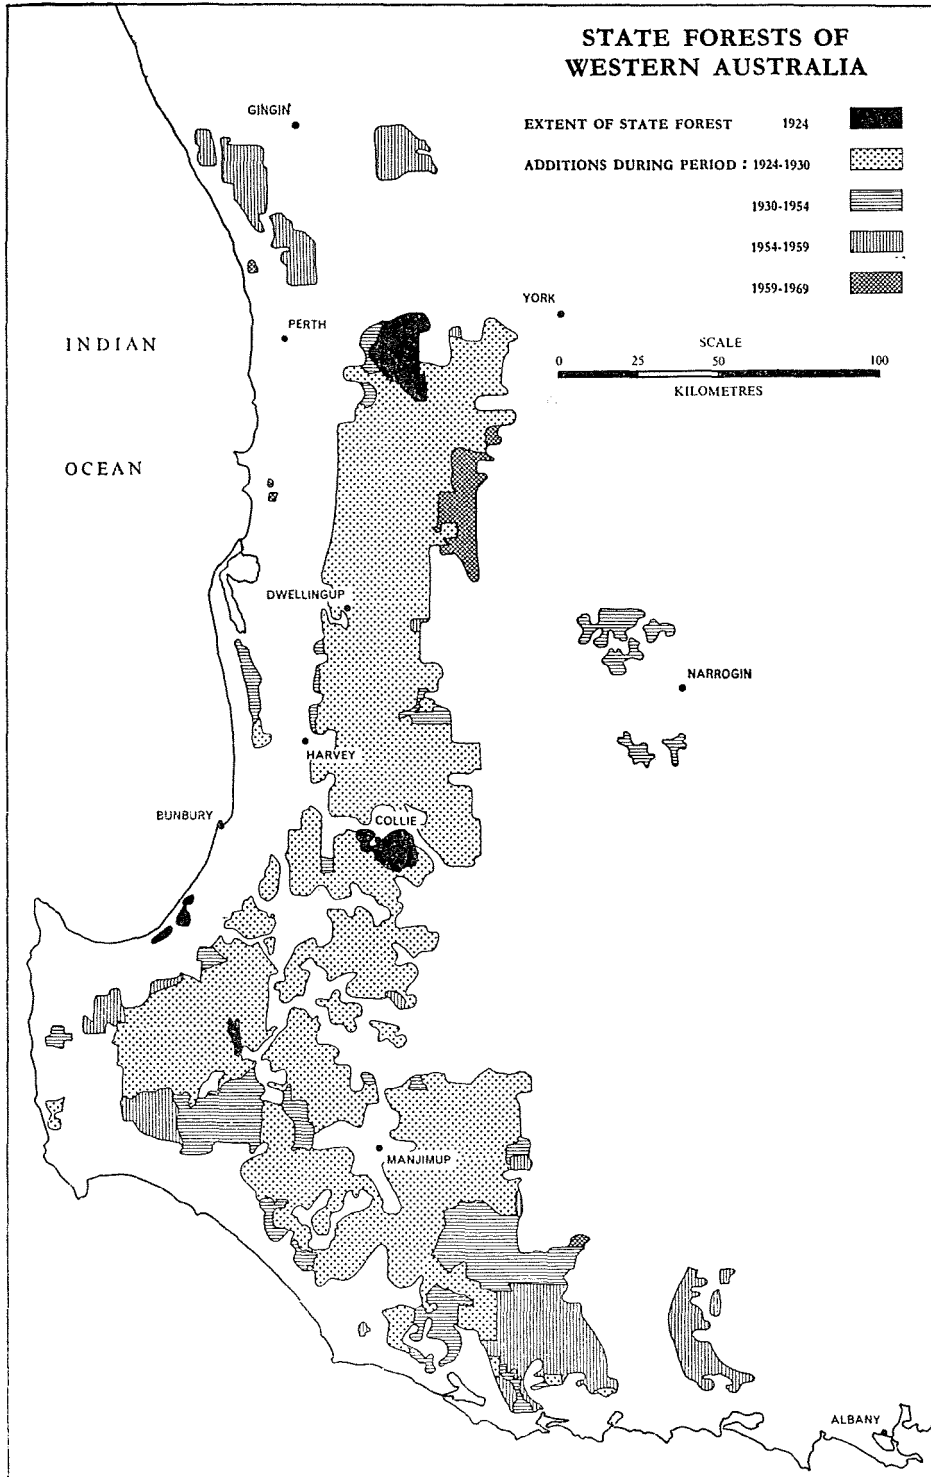 STATE FORESTS OF
WESTERN AUSTRALIA
GINGIN
EXTENT OF STATE FOREST 1924
ADDITIONS DURING PERIOD : 1924-1930
1930-1954
1954-1959
1959-1969
YORK
PERTH
SCALE
0 25 50 100
KILOMETRES
INDIAN
OCEAN
DWELLINGUP
NARROGIN
HARVEY
BUNBURY
COLLIE
MANJIMUP
ALBANY